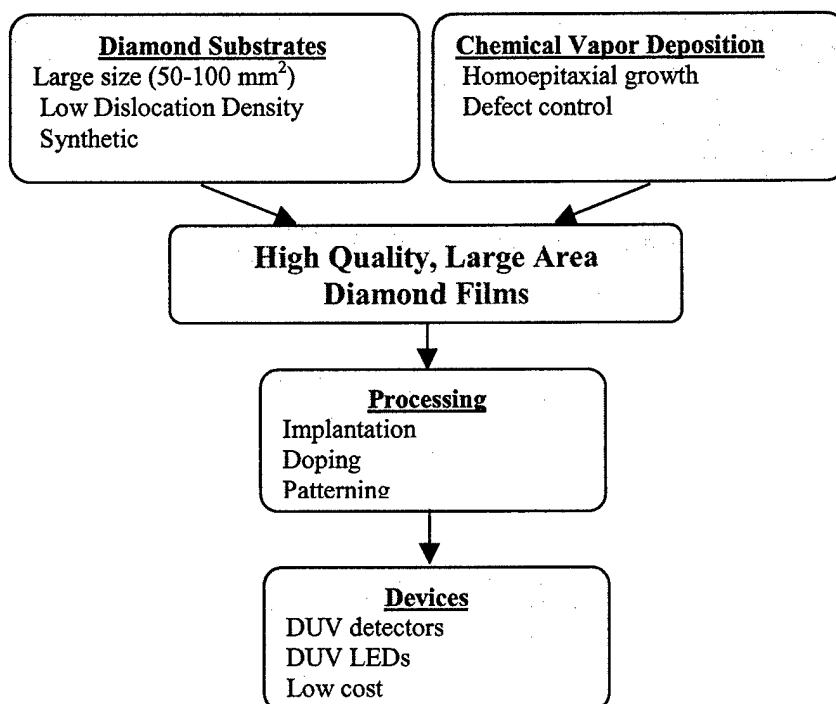 Diamond Substrates
Large size (50-100 mm²)
Low Dislocation Density
Synthetic
Chemical Vapor Deposition
Homoepitaxial growth
Defect control
High Quality, Large Area
Diamond Films
Processing
Implantation
Doping
Patterning
Devices
DUV detectors
DUV LEDs
Low cost